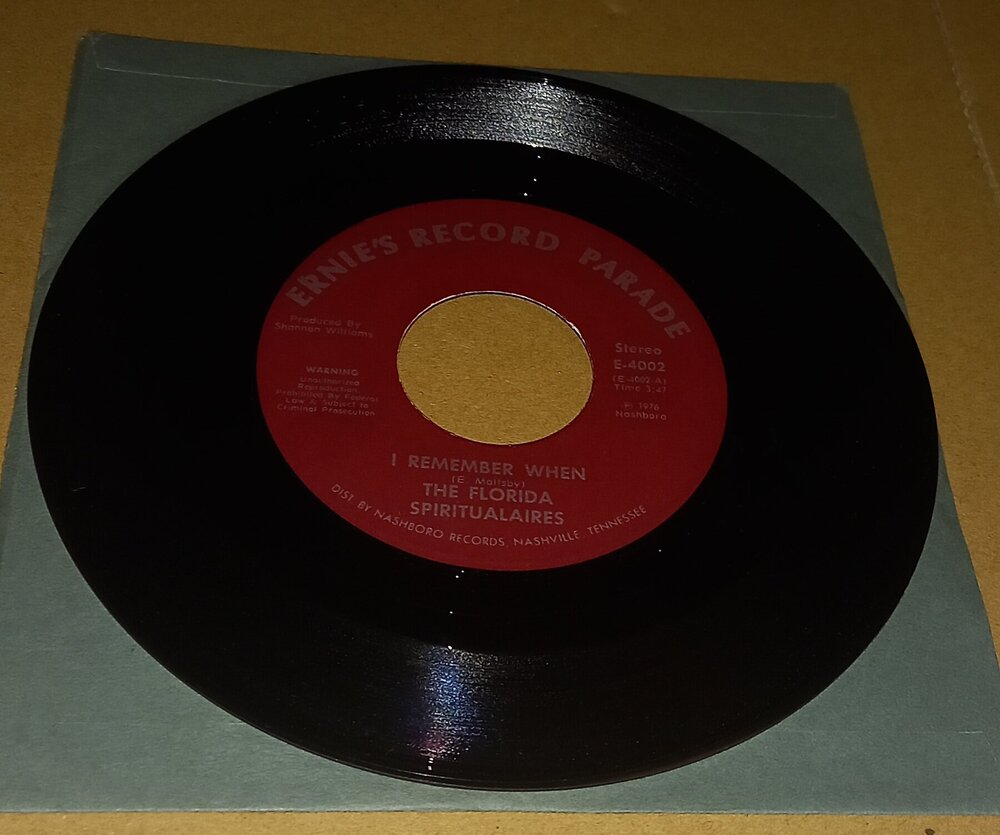 ERNIE'S RECORD PARADE
Produced By
Shannon Williams
WARNING
Unauthorized
Reproduction
Prohibited By Federal
Law & Subject to
Criminal Prosecution
Stereo
E-4002
(E-4002-A)
Time 3:47
℗ 1976
Nashboro
I REMEMBER WHEN
(E. Maltsby)
THE FLORIDA
SPIRITUALAIRES
DIST. BY NASHBORO RECORDS, NASHVILLE, TENNESSEE